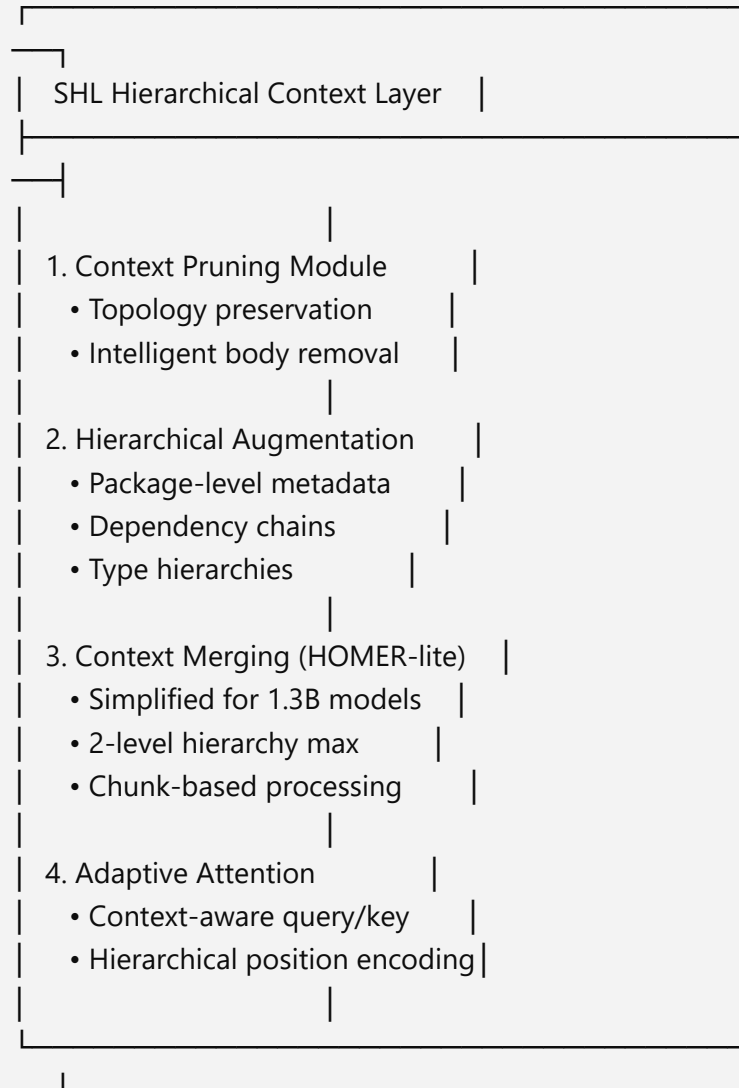 SHL Hierarchical Context Layer
1. Context Pruning Module
• Topology preservation
• Intelligent body removal
2. Hierarchical Augmentation
• Package-level metadata
• Dependency chains
• Type hierarchies
3. Context Merging (HOMER-lite)
• Simplified for 1.3B models
• 2-level hierarchy max
• Chunk-based processing
4. Adaptive Attention
• Context-aware query/key
• Hierarchical position encoding